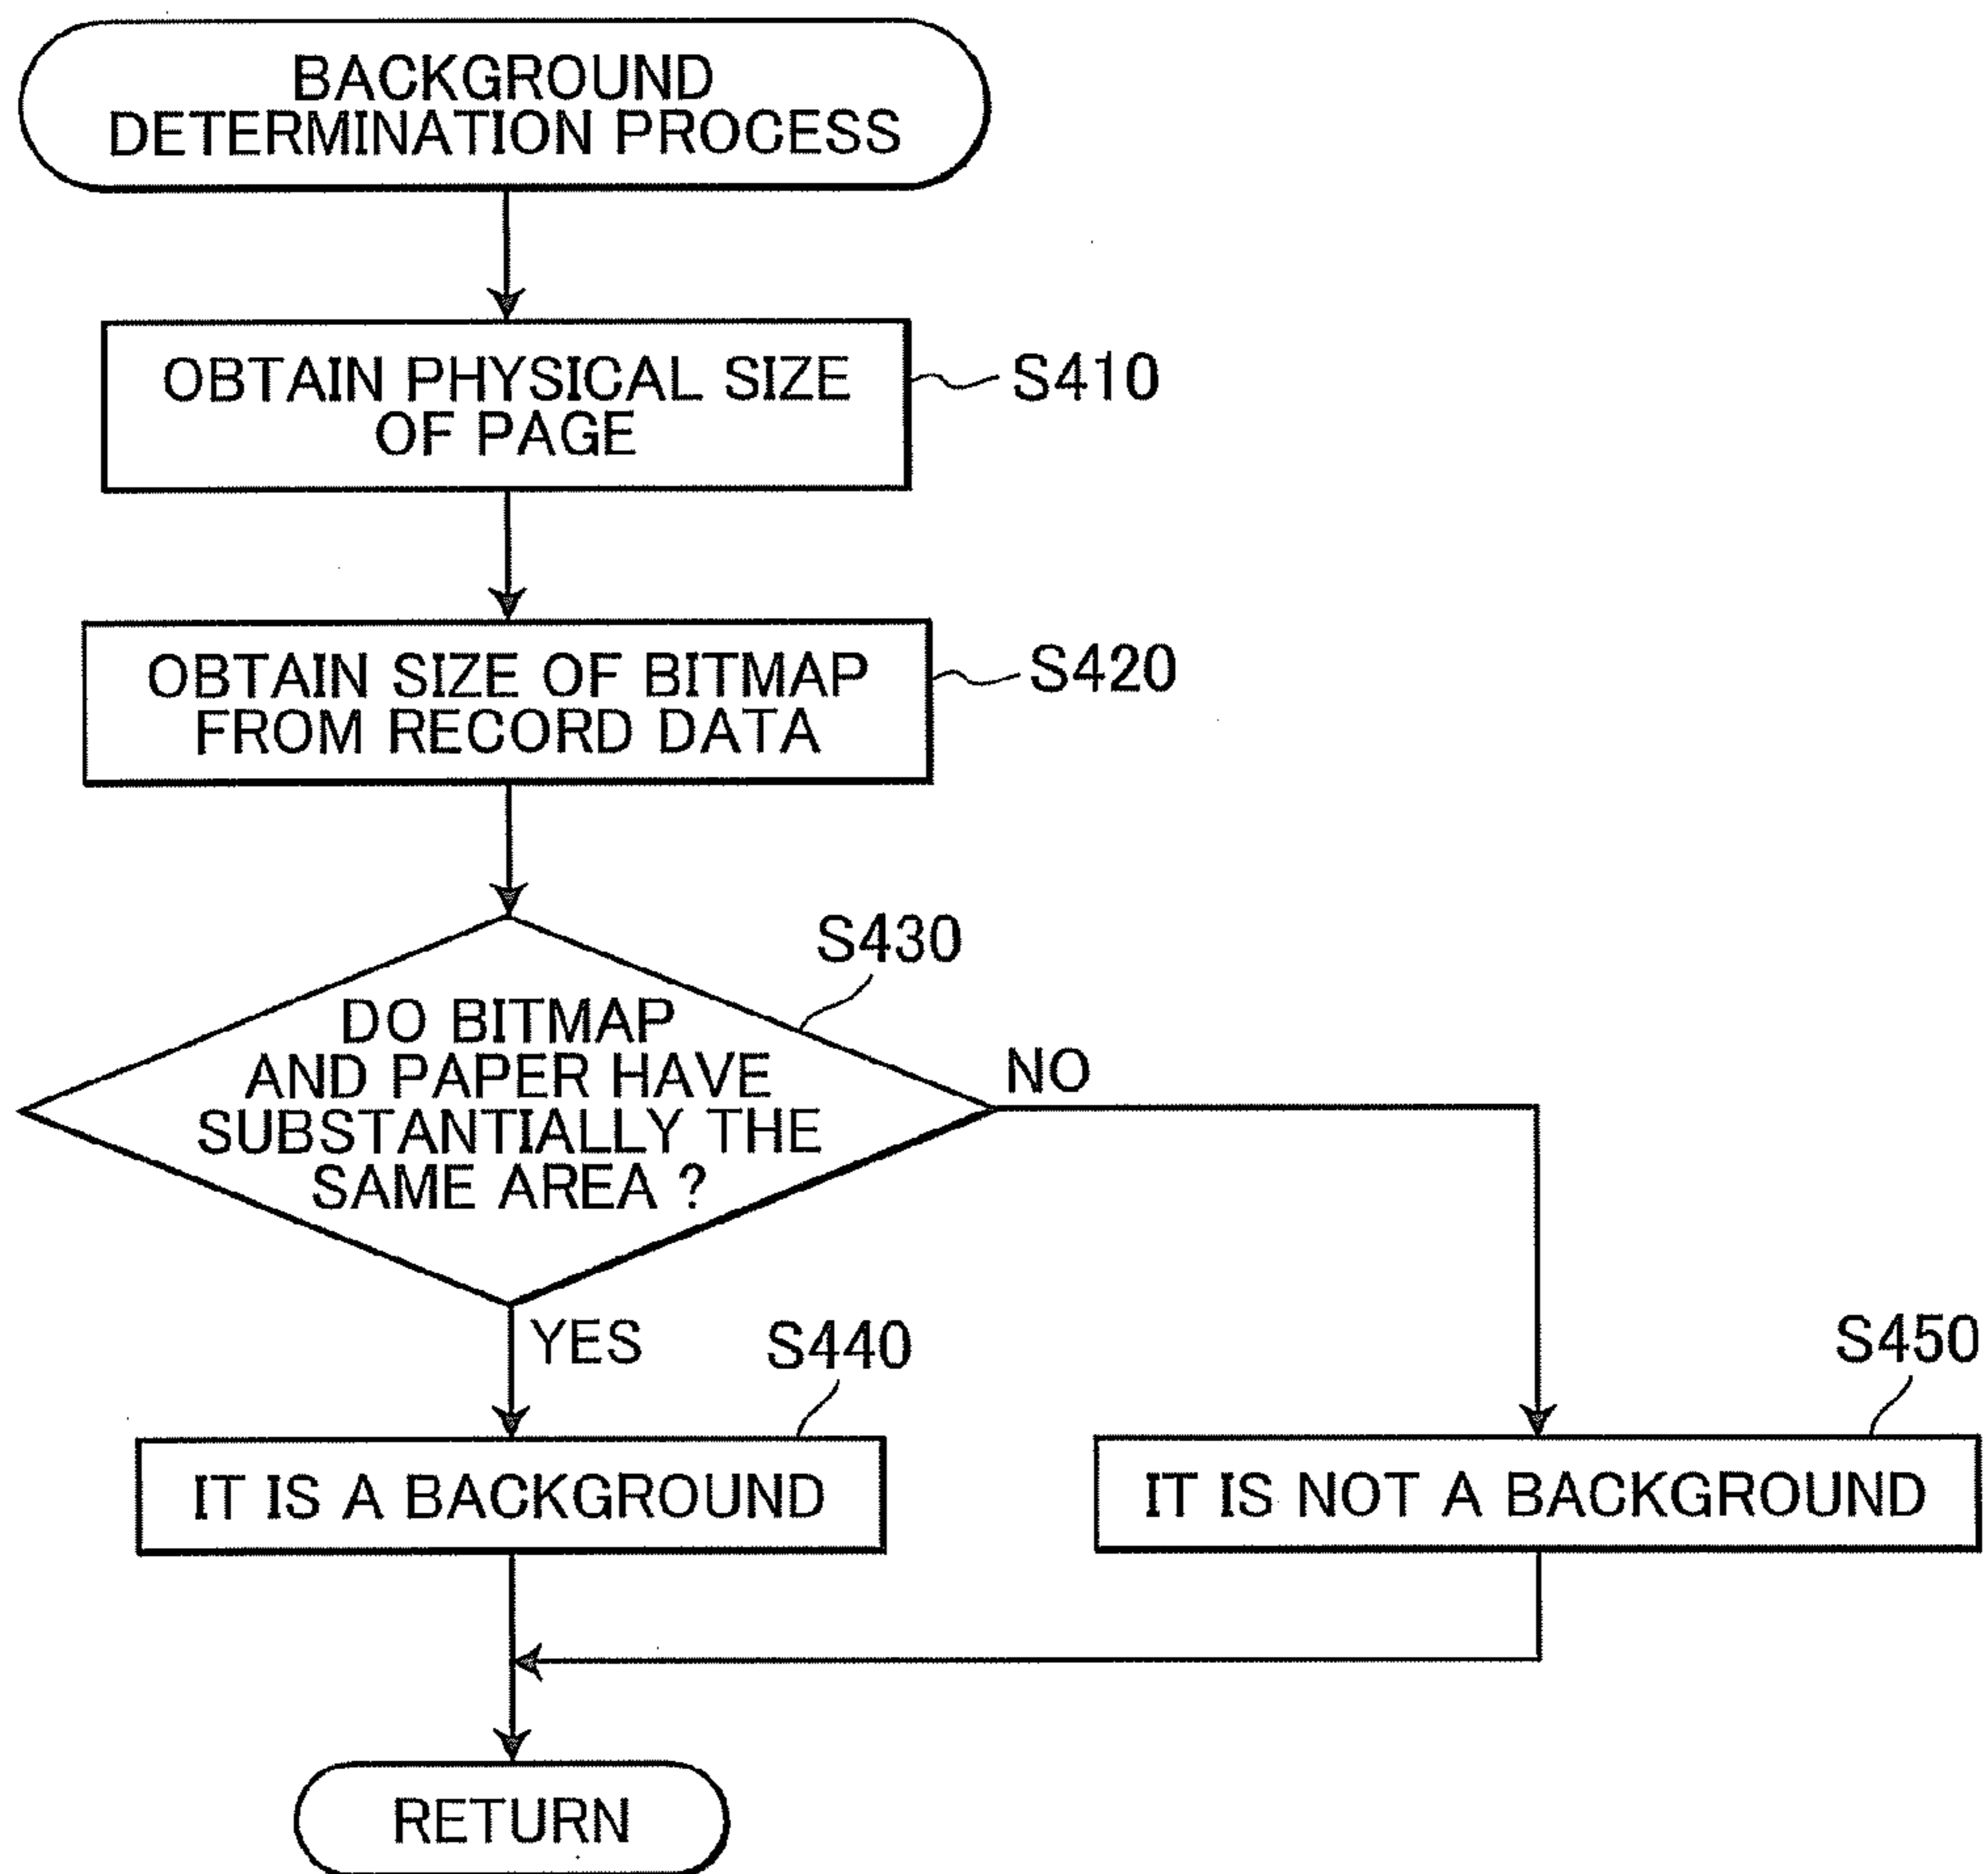 BACKGROUND
DETERMINATION PROCESS
OBTAIN PHYSICAL SIZE
OF PAGE
S410
OBTAIN SIZE OF BITMAP
FROM RECORD DATA
S420
S430
DO BITMAP
AND PAPER HAVE
SUBSTANTIALLY THE
SAME AREA ?
NO
YES
S440
S450
IT IS A BACKGROUND
IT IS NOT A BACKGROUND
RETURN